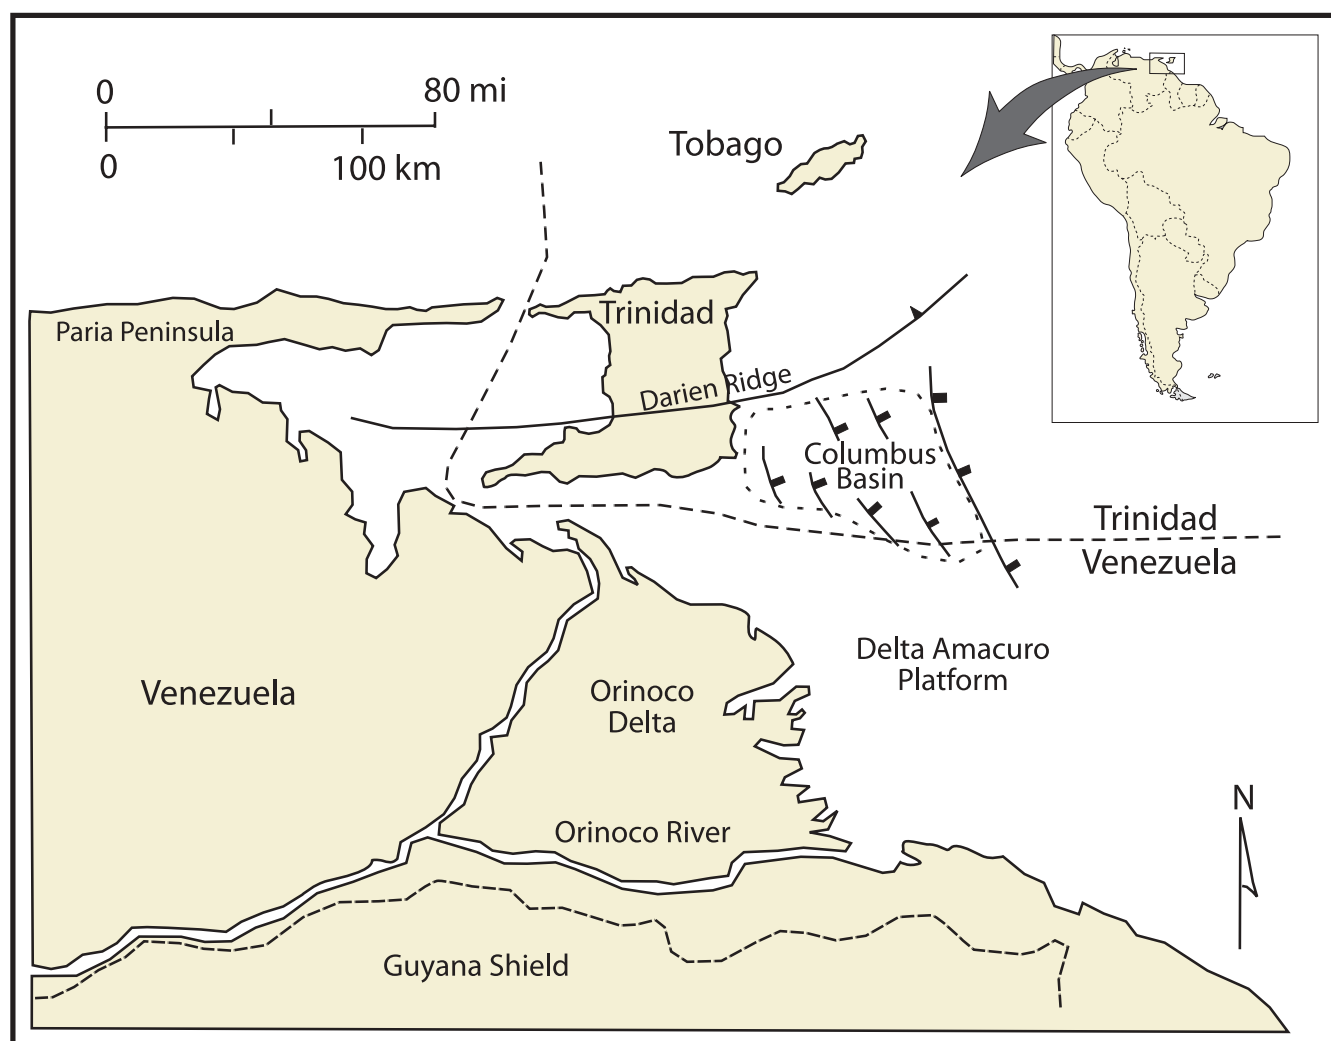 0 80 mi
0 100 km
Tobago
Paria Peninsula
Trinidad
Darien Ridge
Columbus
Basin
Trinidad
Venezuela
Delta Amacuro
Platform
Venezuela
Orinoco
Delta
N
Orinoco River
Guyana Shield